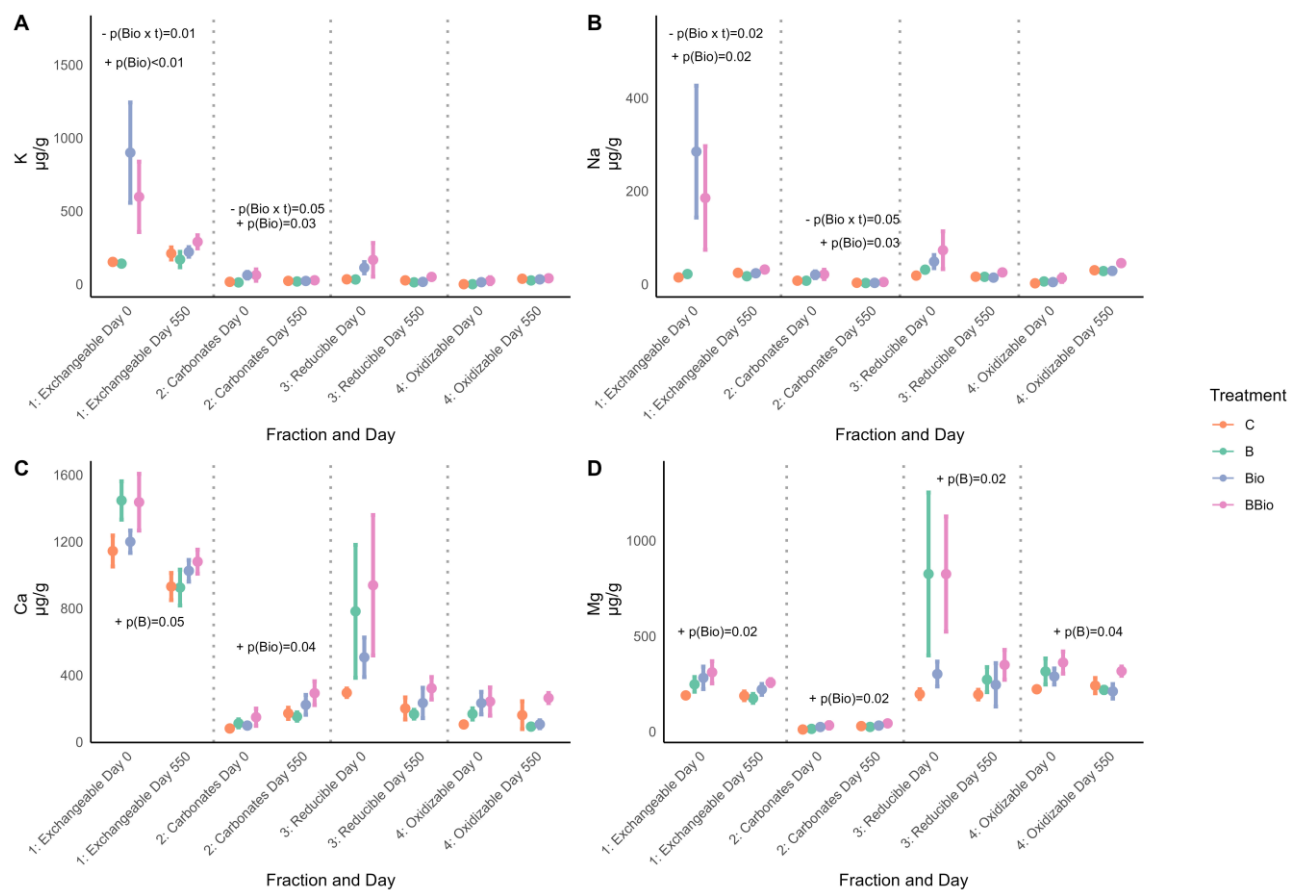 A
- p(Bio x t)=0.01
+ p(Bio)<0.01
1500
1000
500
0
K
µg/g
- p(Bio x t)=0.05
+ p(Bio)=0.03
1: Exchangeable Day 0
1: Exchangeable Day 550
2: Carbonates Day 0
2: Carbonates Day 550
3: Reducible Day 0
3: Reducible Day 550
4: Oxidizable Day 0
4: Oxidizable Day 550
Fraction and Day
B
- p(Bio x t)=0.02
+ p(Bio)=0.02
400
200
0
Na
µg/g
- p(Bio x t)=0.05
+ p(Bio)=0.03
1: Exchangeable Day 0
1: Exchangeable Day 550
2: Carbonates Day 0
2: Carbonates Day 550
3: Reducible Day 0
3: Reducible Day 550
4: Oxidizable Day 0
4: Oxidizable Day 550
Fraction and Day
Treatment
C
B
Bio
BBio
C
1600
1200
800
400
0
Ca
µg/g
+ p(B)=0.05
+ p(Bio)=0.04
1: Exchangeable Day 0
1: Exchangeable Day 550
2: Carbonates Day 0
2: Carbonates Day 550
3: Reducible Day 0
3: Reducible Day 550
4: Oxidizable Day 0
4: Oxidizable Day 550
Fraction and Day
D
1000
500
0
Mg
µg/g
+ p(Bio)=0.02
+ p(Bio)=0.02
+ p(B)=0.02
+ p(B)=0.04
1: Exchangeable Day 0
1: Exchangeable Day 550
2: Carbonates Day 0
2: Carbonates Day 550
3: Reducible Day 0
3: Reducible Day 550
4: Oxidizable Day 0
4: Oxidizable Day 550
Fraction and Day